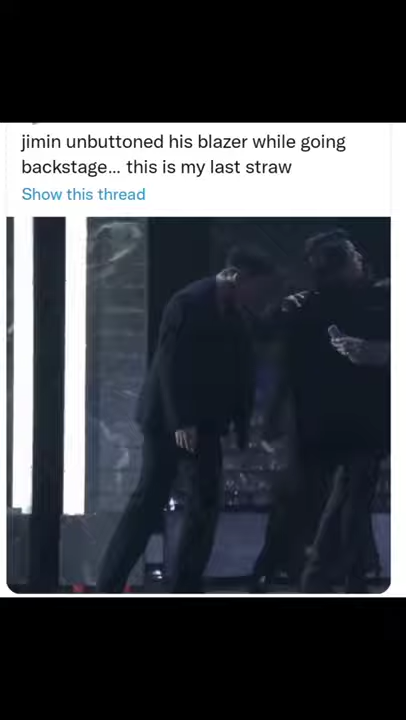 jimin unbuttoned his blazer while going
backstage... this is my last straw
Show this thread